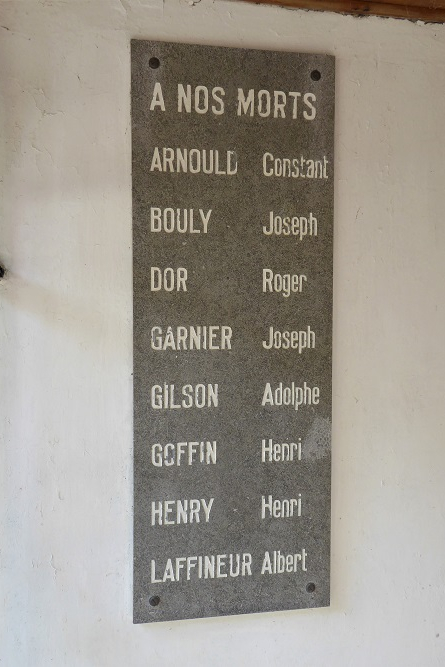 A NOS MORTS
ARNOULD Constant
BOULY Joseph
DOR Roger
GARNIER Joseph
GILSON Adolphe
GOFFIN Henri
HENRY Henri
LAFFINEUR Albert